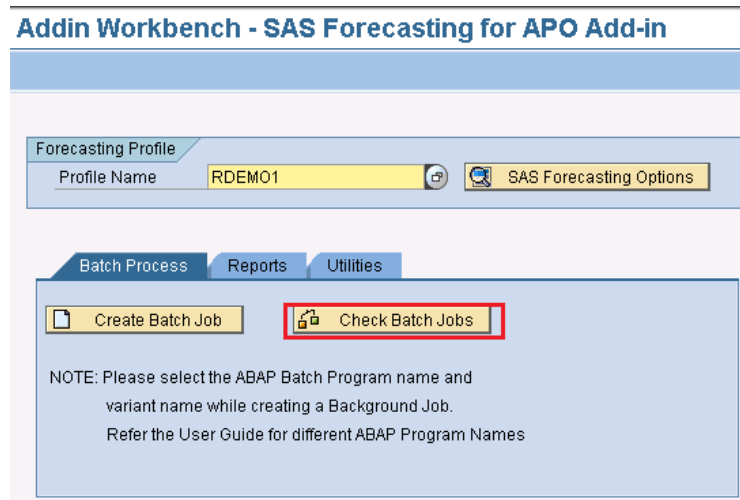 Addin Workbench - SAS Forecasting for APO Add-in
Forecasting Profile
Profile Name RDEMO1 SAS Forecasting Options
Batch Process Reports Utilities
Create Batch Job Check Batch Jobs
NOTE: Please select the ABAP Batch Program name and
variant name while creating a Background Job.
Refer the User Guide for different ABAP Program Names